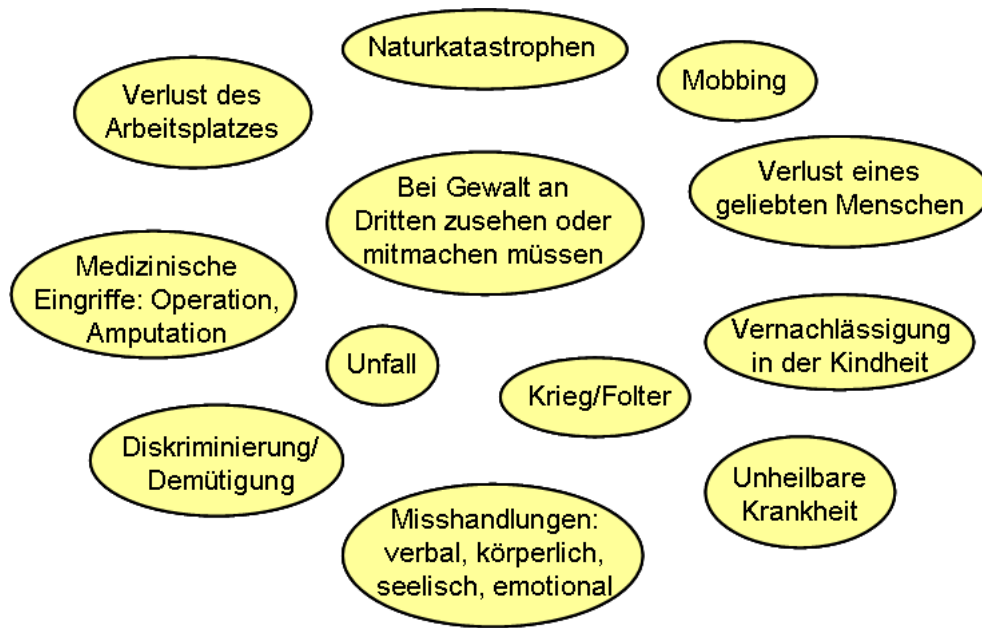 Naturkatastrophen
Mobbing
Verlust des
Arbeitsplatzes
Bei Gewalt an
Dritten zusehen oder
mitmachen müssen
Verlust eines
geliebten Menschen
Medizinische
Eingriffe: Operation,
Amputation
Unfall
Krieg/Folter
Vernachlässigung
in der Kindheit
Diskriminierung/
Demütigung
Misshandlungen:
verbal, körperlich,
seelisch, emotional
Unheilbare
Krankheit